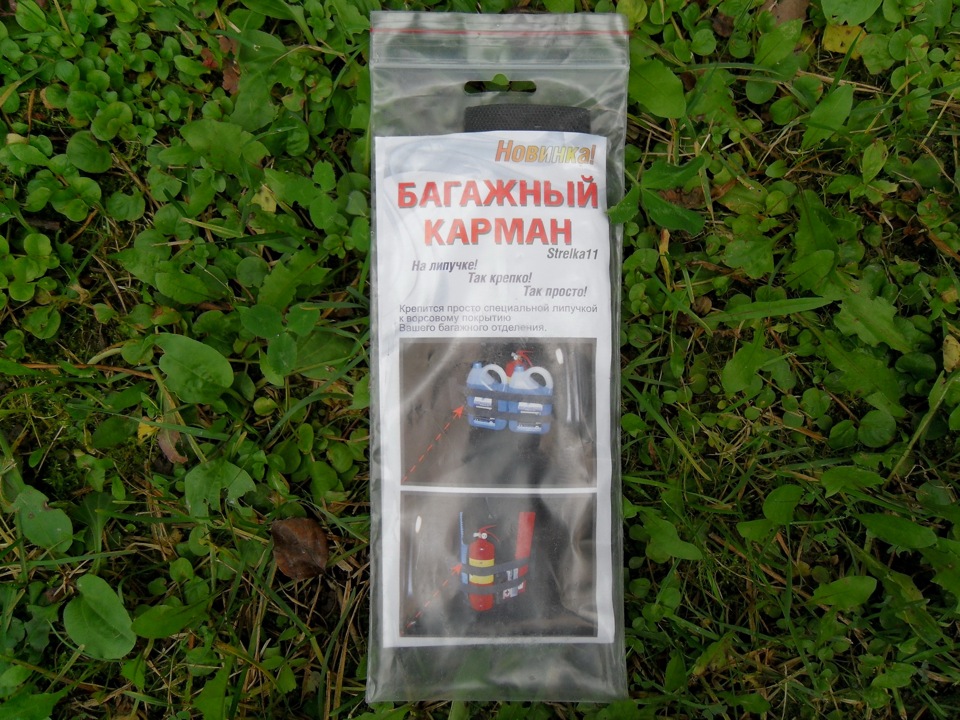 Новинка!
БАГАЖНЫЙ
КАРМАН
Strelka11
На липучке!
Так крепко!
Так просто!
Крепится просто специальной липучкой
к ворсовому покрытию
Вашего багажного отделения.